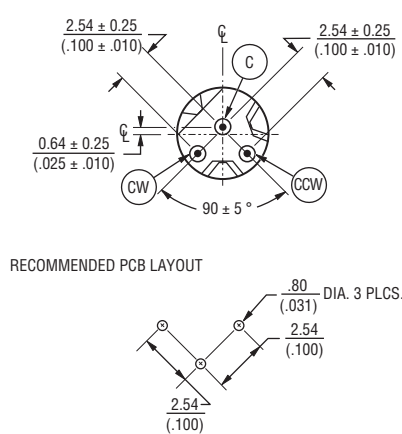 2.54 ± 0.25
(.100 ± .010)
℄
2.54 ± 0.25
(.100 ± .010)
C
℄
0.64 ± 0.25
(.025 ± .010)
CW
CCW
90 ± 5 °
RECOMMENDED PCB LAYOUT
.80
(.031)
DIA. 3 PLCS.
2.54
(.100)
2.54
(.100)